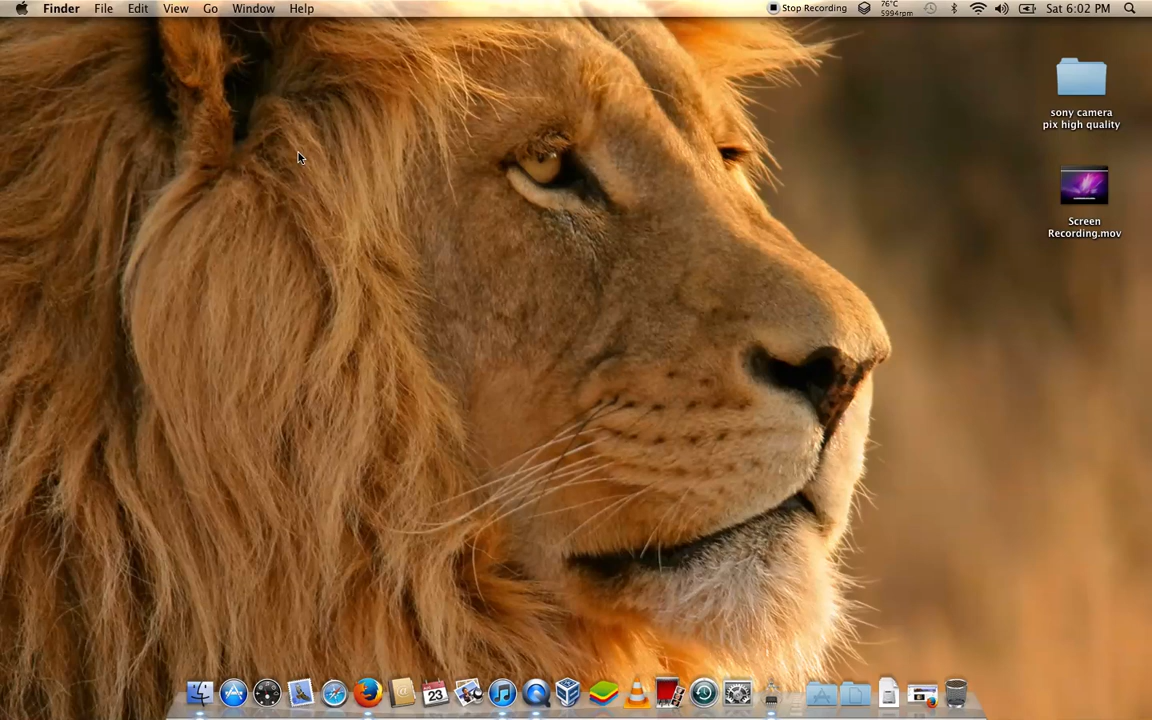 Finder File Edit View Go Window Help Stop Recording 76°C 5994rpm Sat 6:02 PM
sony camera
pix high quality
Screen
Recording.mov
23